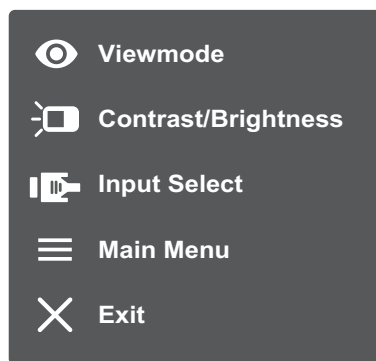 Viewmode
Contrast/Brightness
Input Select
Main Menu
Exit